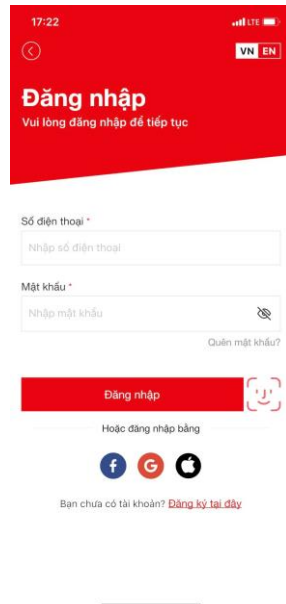 17:22
LTE
VN EN
Đăng nhập
Vui lòng đăng nhập để tiếp tục
Số điện thoại *
Nhập số điện thoại
Mật khẩu *
Nhập mật khẩu
Quên mật khẩu?
Đăng nhập
Hoặc đăng nhập bằng
f G
Bạn chưa có tài khoản? Đăng ký tại đây